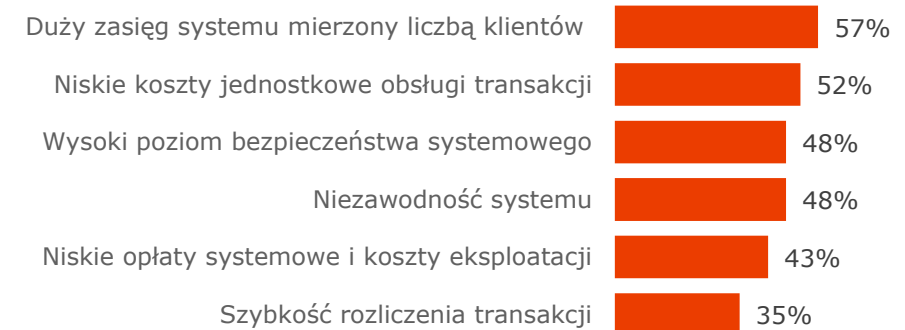 Duży zasięg systemu mierzony liczbą klientów 57%
Niskie koszty jednostkowe obsługi transakcji 52%
Wysoki poziom bezpieczeństwa systemowego 48%
Niezawodność systemu 48%
Niskie opłaty systemowe i koszty eksploatacji 43%
Szybkość rozliczenia transakcji 35%